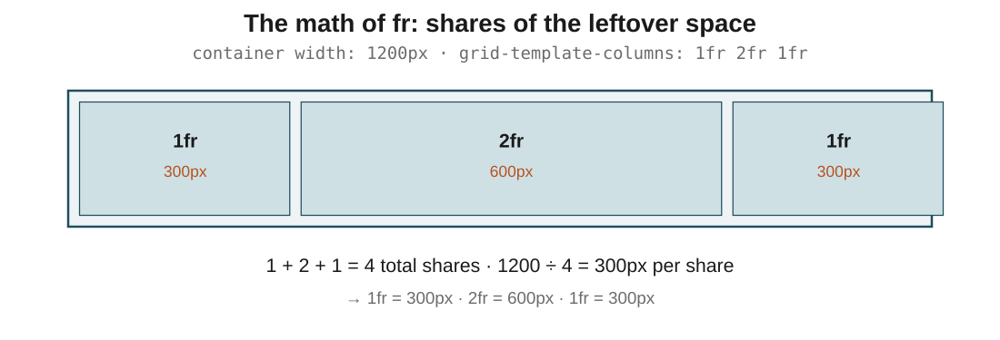 The math of fr: shares of the leftover space
container width: 1200px · grid-template-columns: 1fr 2fr 1fr
1fr 2fr 1fr
300px 600px 300px
1 + 2 + 1 = 4 total shares · 1200 ÷ 4 = 300px per share
→ 1fr = 300px · 2fr = 600px · 1fr = 300px